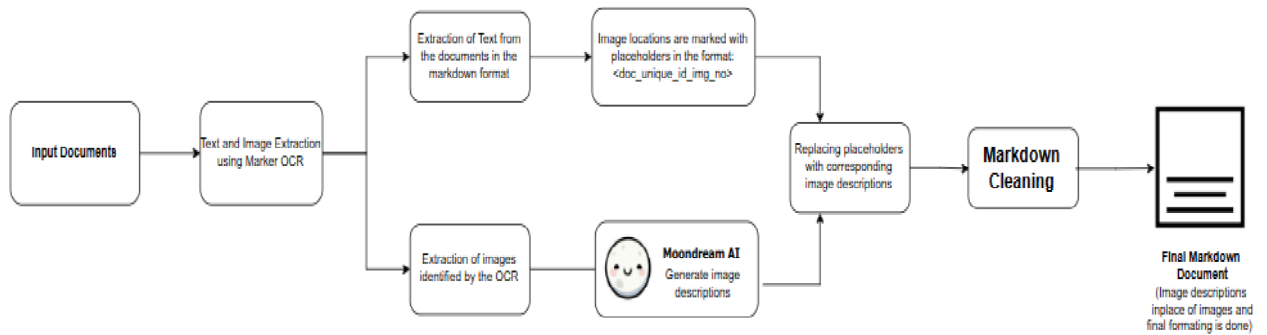 Input Documents
Text and Image Extraction
using Marker OCR
Extraction of Text from
the documents in the
markdown format
Image locations are marked with
placeholders in the format:
<doc_unique_id_img_no>
Extraction of images
identified by the OCR
Moondream AI
Generate image
descriptions
Replacing placeholders
with corresponding
image descriptions
Markdown
Cleaning
FInal Markdown
Document
(Image descriptions
inplace of images and
final formating is done)